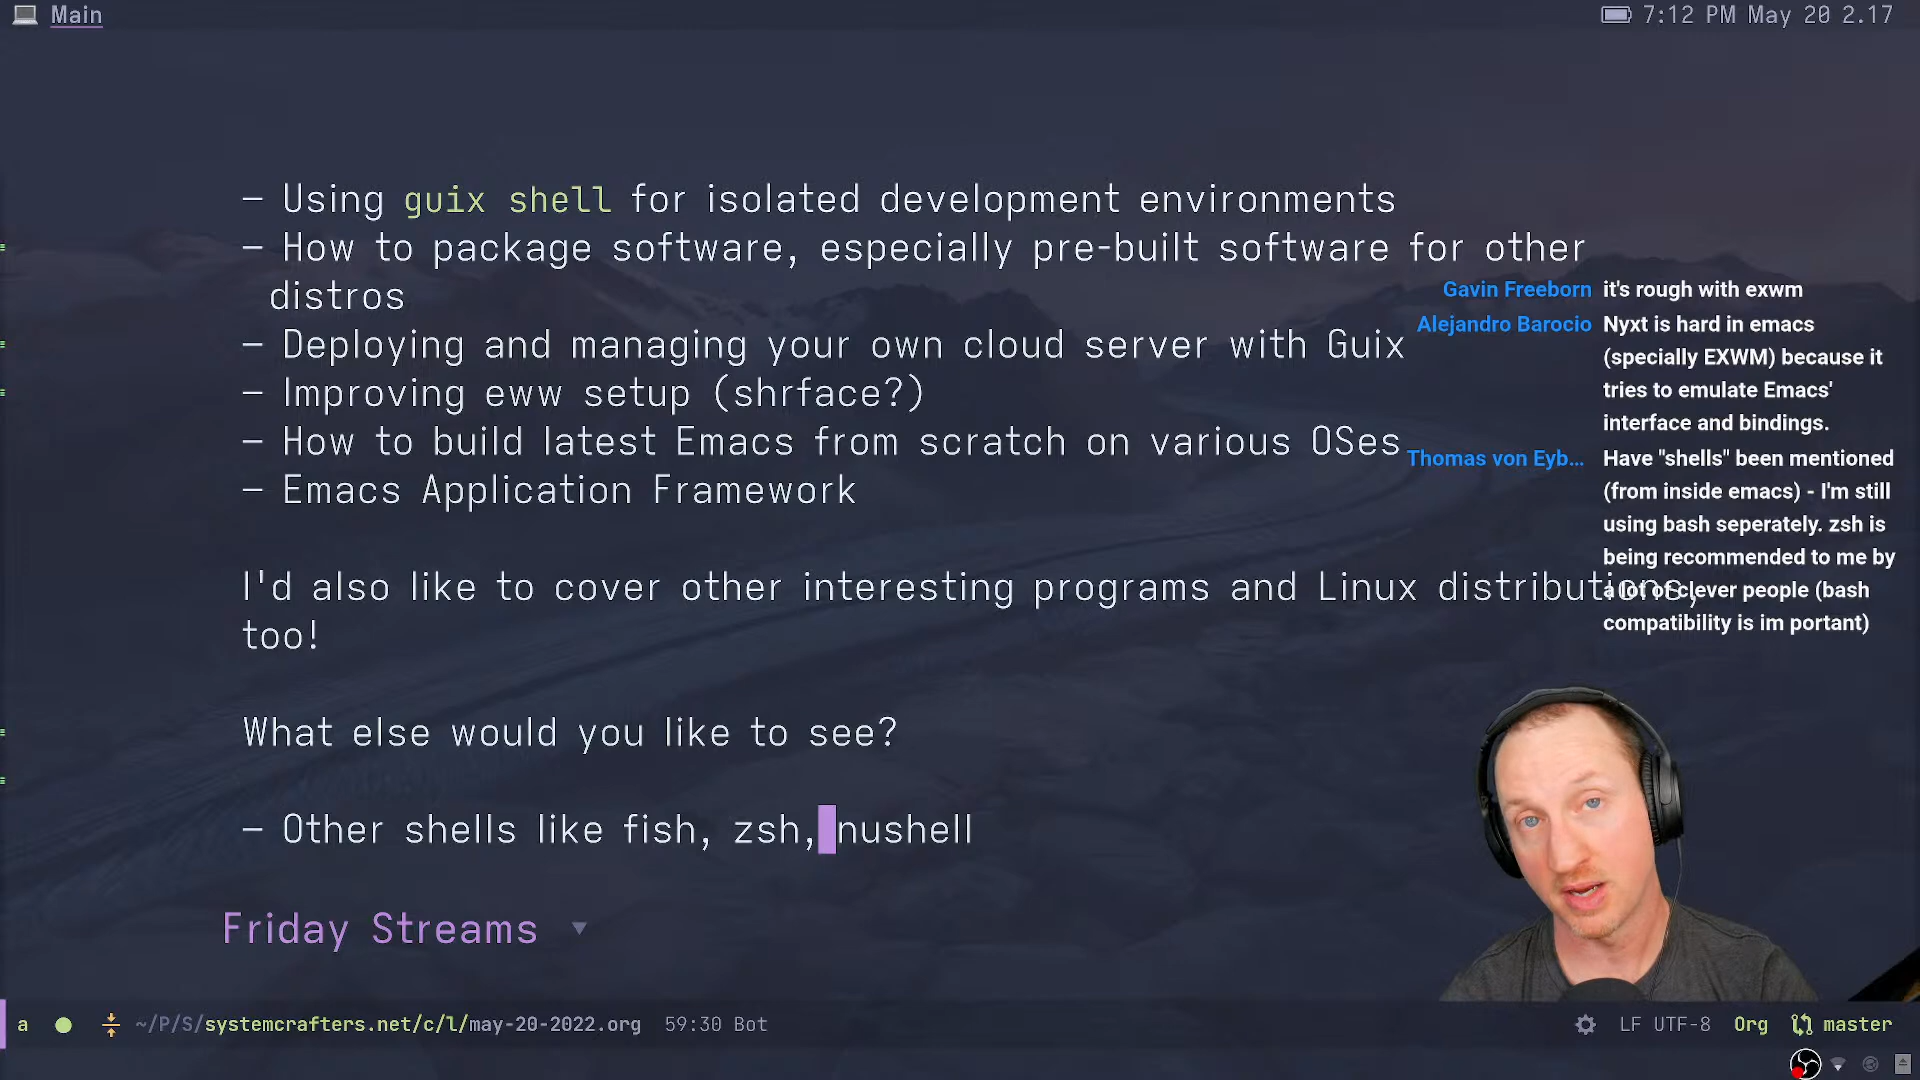 Main
7:12 PM May 20 2.17
– Using guix shell for isolated development environments
– How to package software, especially pre-built software for other
distros
– Deploying and managing your own cloud server with Guix
– Improving eww setup (shrface?)
– How to build latest Emacs from scratch on various OSes
– Emacs Application Framework
I'd also like to cover other interesting programs and Linux distributions,
too!
What else would you like to see?
– Other shells like fish, zsh, nushell
Friday Streams ▾
Gavin Freeborn it's rough with exwm
Alejandro Barocio Nyxt is hard in emacs
(specially EXWM) because it
tries to emulate Emacs'
interface and bindings.
Thomas von Eyb... Have "shells" been mentioned
(from inside emacs) - I'm still
using bash seperately. zsh is
being recommended to me by
a lot of clever people (bash
compatibility is im portant)
a ~/P/S/systemcrafters.net/c/l/may-20-2022.org 59:30 Bot
LF UTF-8 Org master